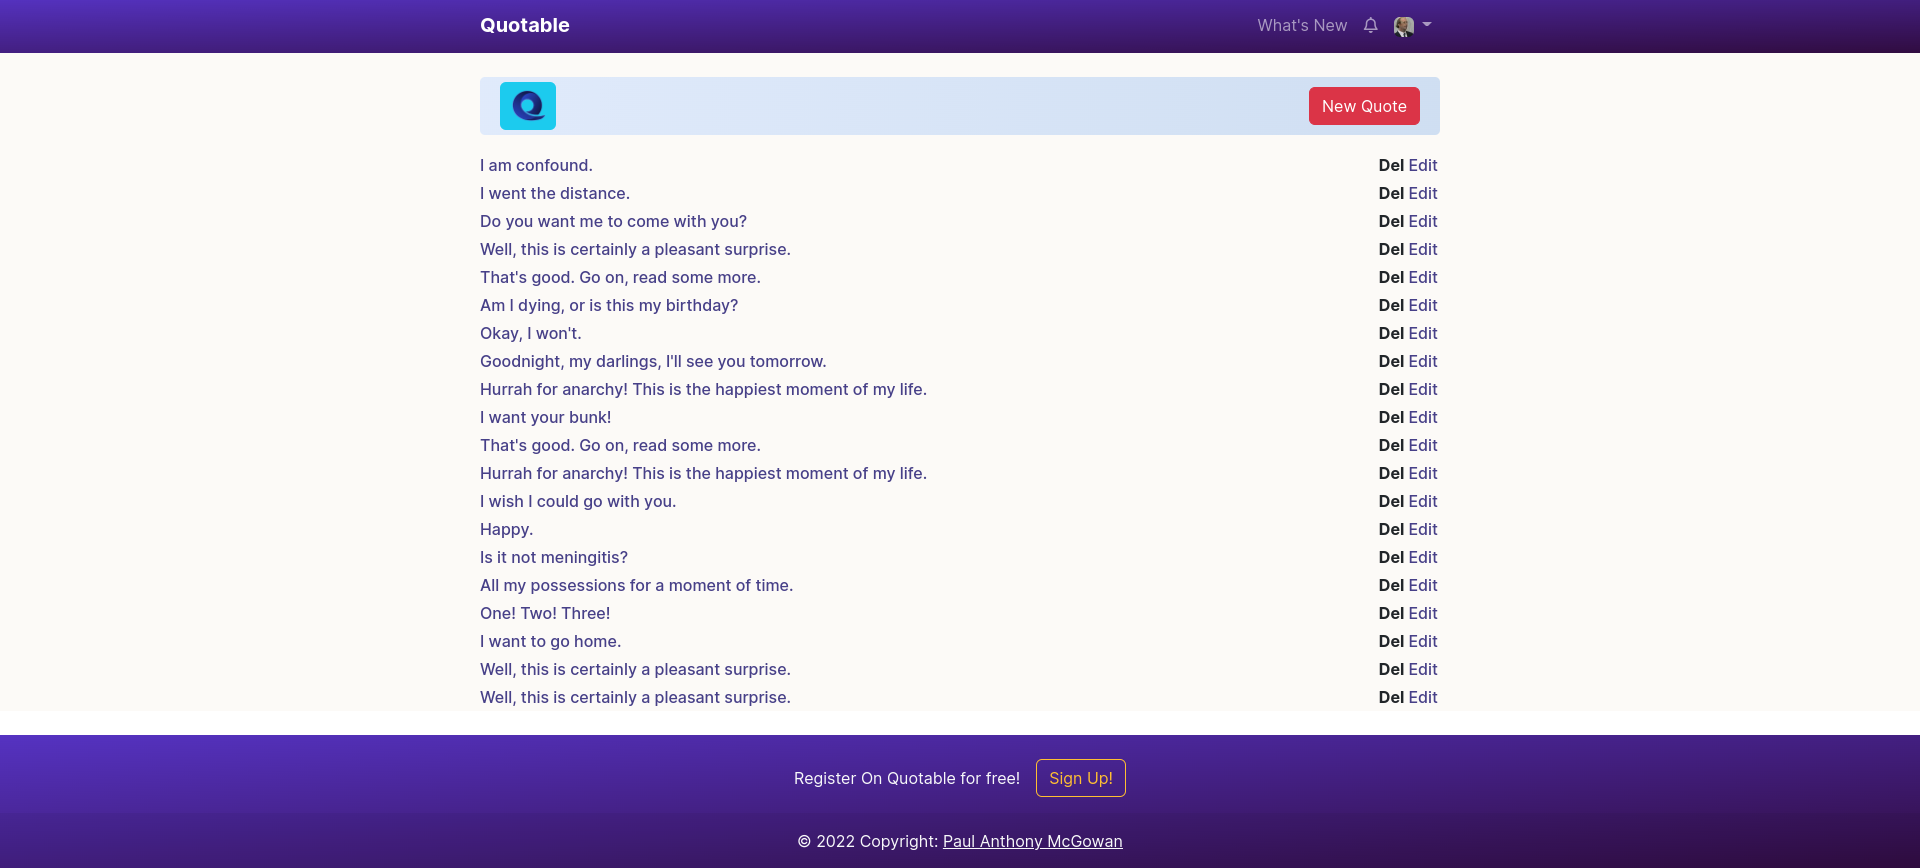 Quotable What's New
New Quote
I am confound. Del Edit
I went the distance. Del Edit
Do you want me to come with you? Del Edit
Well, this is certainly a pleasant surprise. Del Edit
That's good. Go on, read some more. Del Edit
Am I dying, or is this my birthday? Del Edit
Okay, I won't. Del Edit
Goodnight, my darlings, I'll see you tomorrow. Del Edit
Hurrah for anarchy! This is the happiest moment of my life. Del Edit
I want your bunk! Del Edit
That's good. Go on, read some more. Del Edit
Hurrah for anarchy! This is the happiest moment of my life. Del Edit
I wish I could go with you. Del Edit
Happy. Del Edit
Is it not meningitis? Del Edit
All my possessions for a moment of time. Del Edit
One! Two! Three! Del Edit
I want to go home. Del Edit
Well, this is certainly a pleasant surprise. Del Edit
Well, this is certainly a pleasant surprise. Del Edit
Register On Quotable for free! Sign Up!
© 2022 Copyright: Paul Anthony McGowan